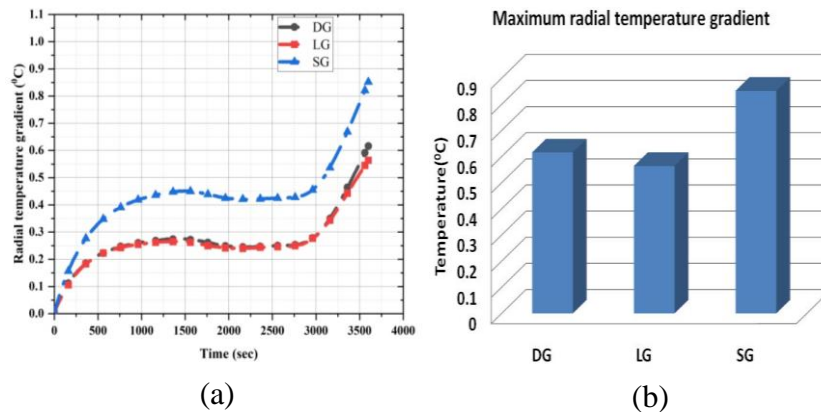 1.1
1.0
0.9
0.8
0.7
0.6
0.5
0.4
0.3
0.2
0.1
0.0
Radial temperature gradient (⁰C)
DG
LG
SG
0 500 1000 1500 2000 2500 3000 3500 4000
Time (sec)
(a)
Maximum radial temperature gradient
0.9
0.8
0.7
0.6
0.5
0.4
0.3
0.2
0.1
0
Temperature(⁰C)
DG LG SG
(b)